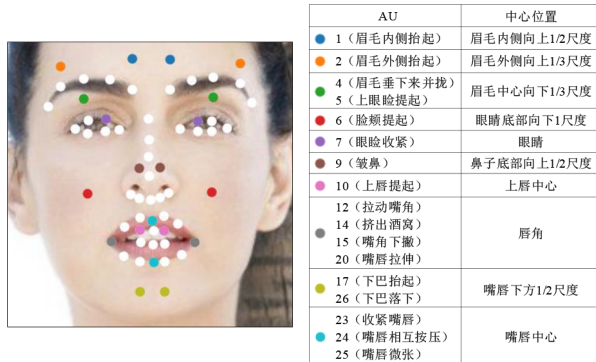 AU 中心位置
1（眉毛内侧抬起） 眉毛内侧向上1/2尺度
2（眉毛外侧抬起） 眉毛外侧向上1/3尺度
4（眉毛垂下来并拢）
5（上眼睑提起）
眉毛中心向下1/3尺度
6（脸颊提起） 眼睛底部向下1尺度
7（眼睑收紧） 眼睛
9（皱鼻） 鼻子底部向上1/2尺度
10（上唇提起） 上唇中心
12（拉动嘴角）
14（挤出酒窝）
15（嘴角下撇）
20（嘴唇拉伸）
唇角
17（下巴抬起）
26（下巴落下）
嘴唇下方1/2尺度
23（收紧嘴唇）
24（嘴唇相互按压）
25（嘴唇微张）
嘴唇中心